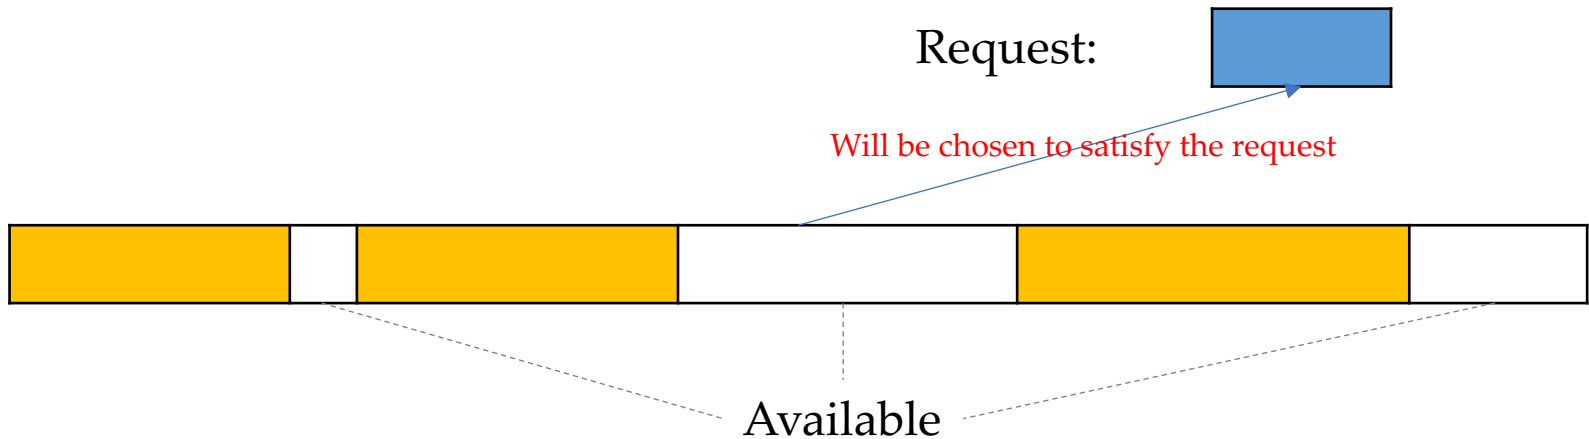 Request:
Will be chosen to satisfy the request
Available